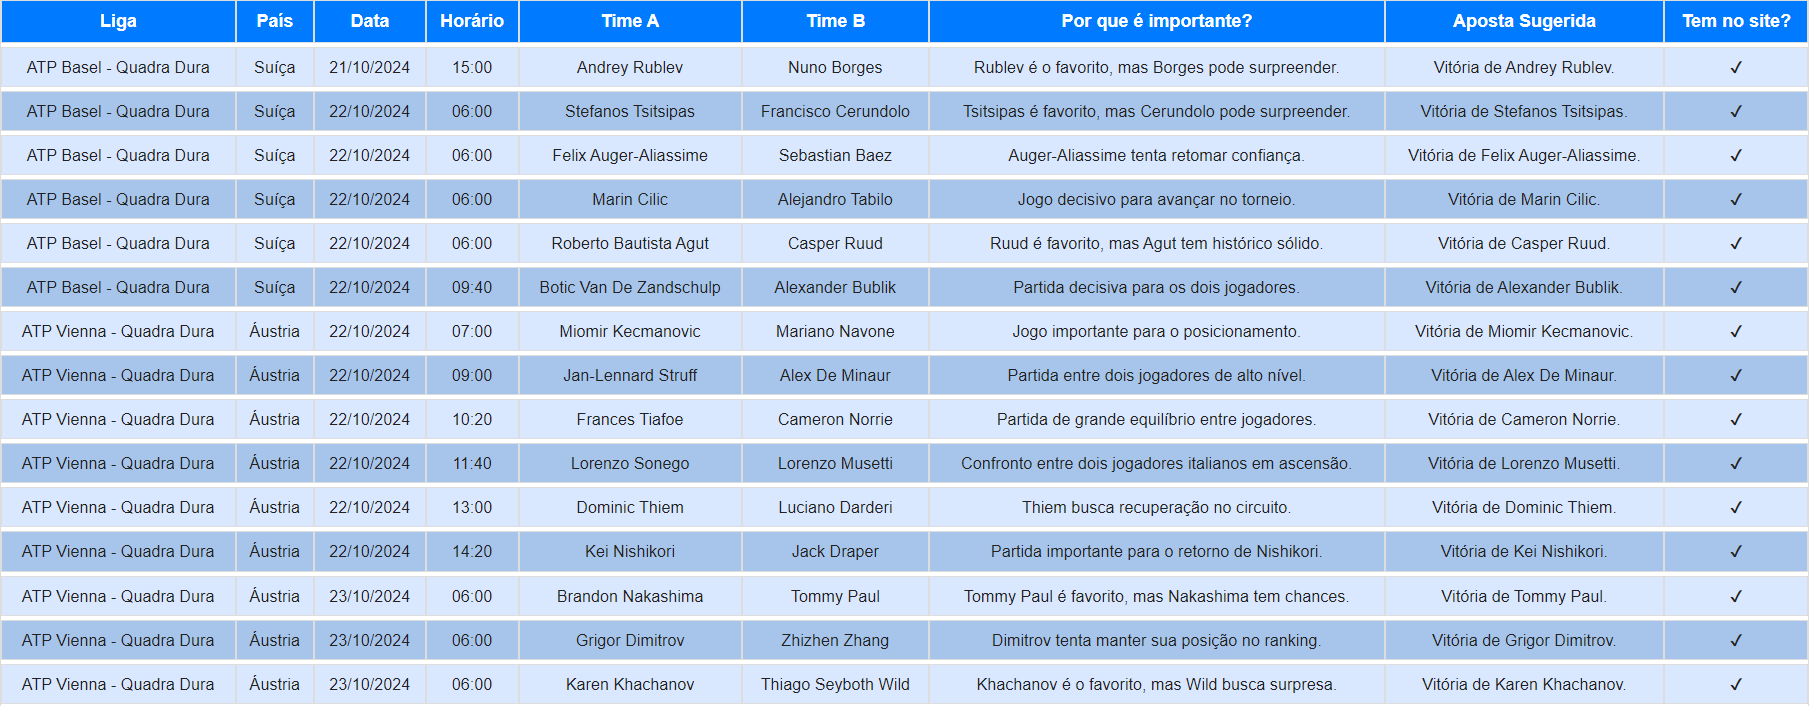 Liga País Data Horário Time A Time B Por que é importante? Aposta Sugerida Tem no site?
ATP Basel - Quadra Dura Suíça 21/10/2024 15:00 Andrey Rublev Nuno Borges Rublev é o favorito, mas Borges pode surpreender. Vitória de Andrey Rublev. ✓
ATP Basel - Quadra Dura Suíça 22/10/2024 06:00 Stefanos Tsitsipas Francisco Cerundolo Tsitsipas é favorito, mas Cerundolo pode surpreender. Vitória de Stefanos Tsitsipas. ✓
ATP Basel - Quadra Dura Suíça 22/10/2024 06:00 Felix Auger-Aliassime Sebastian Baez Auger-Aliassime tenta retomar confiança. Vitória de Felix Auger-Aliassime. ✓
ATP Basel - Quadra Dura Suíça 22/10/2024 06:00 Marin Cilic Alejandro Tabilo Jogo decisivo para avançar no torneio. Vitória de Marin Cilic. ✓
ATP Basel - Quadra Dura Suíça 22/10/2024 06:00 Roberto Bautista Agut Casper Ruud Ruud é favorito, mas Agut tem histórico sólido. Vitória de Casper Ruud. ✓
ATP Basel - Quadra Dura Suíça 22/10/2024 09:40 Botic Van De Zandschulp Alexander Bublik Partida decisiva para os dois jogadores. Vitória de Alexander Bublik. ✓
ATP Vienna - Quadra Dura Áustria 22/10/2024 07:00 Miomir Kecmanovic Mariano Navone Jogo importante para o posicionamento. Vitória de Miomir Kecmanovic. ✓
ATP Vienna - Quadra Dura Áustria 22/10/2024 09:00 Jan-Lennard Struff Alex De Minaur Partida entre dois jogadores de alto nível. Vitória de Alex De Minaur. ✓
ATP Vienna - Quadra Dura Áustria 22/10/2024 10:20 Frances Tiafoe Cameron Norrie Partida de grande equilíbrio entre jogadores. Vitória de Cameron Norrie. ✓
ATP Vienna - Quadra Dura Áustria 22/10/2024 11:40 Lorenzo Sonego Lorenzo Musetti Confronto entre dois jogadores italianos em ascensão. Vitória de Lorenzo Musetti. ✓
ATP Vienna - Quadra Dura Áustria 22/10/2024 13:00 Dominic Thiem Luciano Darderi Thiem busca recuperação no circuito. Vitória de Dominic Thiem. ✓
ATP Vienna - Quadra Dura Áustria 22/10/2024 14:20 Kei Nishikori Jack Draper Partida importante para o retorno de Nishikori. Vitória de Kei Nishikori. ✓
ATP Vienna - Quadra Dura Áustria 23/10/2024 06:00 Brandon Nakashima Tommy Paul Tommy Paul é favorito, mas Nakashima tem chances. Vitória de Tommy Paul. ✓
ATP Vienna - Quadra Dura Áustria 23/10/2024 06:00 Grigor Dimitrov Zhizhen Zhang Dimitrov tenta manter sua posição no ranking. Vitória de Grigor Dimitrov. ✓
ATP Vienna - Quadra Dura Áustria 23/10/2024 06:00 Karen Khachanov Thiago Seyboth Wild Khachanov é o favorito, mas Wild busca surpresa. Vitória de Karen Khachanov. ✓